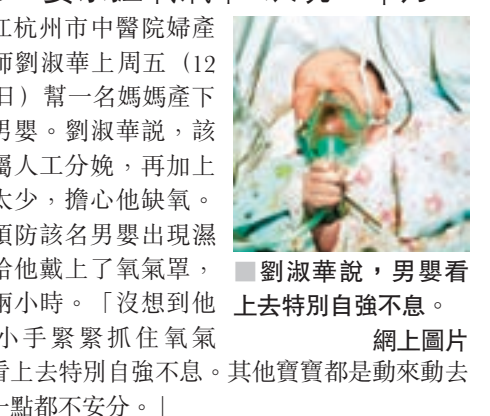 江杭州市中醫院婦產
師劉淑華上周五（12
日）幫一名媽媽產下
男嬰。劉淑華説，該
屬人工分娩，再加上
太少，擔心他缺氧。
預防該名男嬰出現濕
給他戴上了氧氣罩，
兩小時。「沒想到他
小手緊緊抓住氧氣
看上去特別自強不息。其他寶寶都是動來動去
一點都不安分。」
■劉淑華說，男嬰看
上去特別自強不息。
網上圖片